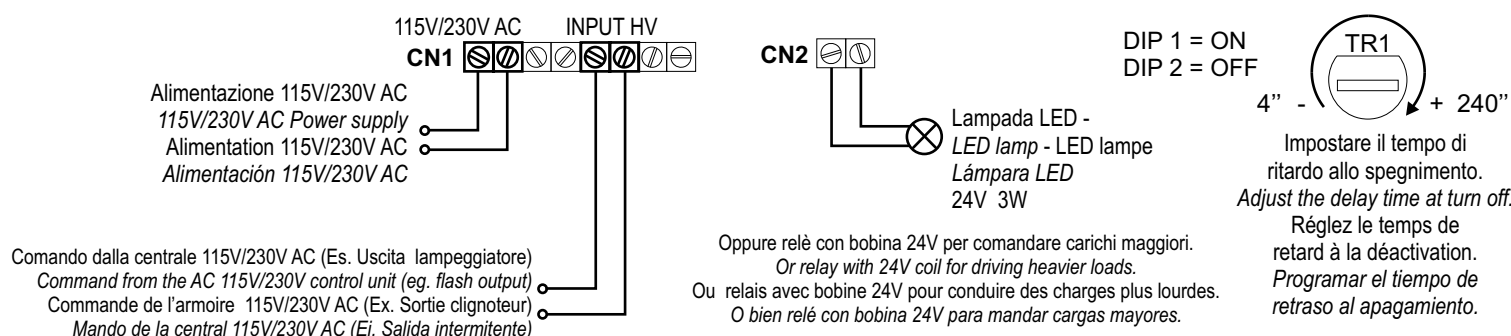 115V/230V AC INPUT HV
CN1
Alimentazione 115V/230V AC
115V/230V AC Power supply
Alimentation 115V/230V AC
Alimentación 115V/230V AC
Comando dalla centrale 115V/230V AC (Es. Uscita lampeggiatore)
Command from the AC 115V/230V control unit (eg. flash output)
Commande de l’armoire 115V/230V AC (Ex. Sortie clignoteur)
Mando de la central 115V/230V AC (Ej. Salida intermitente)
CN2
Lampada LED -
LED lamp - LED lampe
Lámpara LED
24V 3W
Oppure relè con bobina 24V per comandare carichi maggiori.
Or relay with 24V coil for driving heavier loads.
Ou relais avec bobine 24V pour conduire des charges plus lourdes.
O bien relé con bobina 24V para mandar cargas mayores.
DIP 1 = ON
DIP 2 = OFF
TR1
4’’ - + 240’’
Impostare il tempo di
ritardo allo spegnimento.
Adjust the delay time at turn off.
Réglez le temps de
retard à la déactivation.
Programar el tiempo de
retraso al apagamiento.